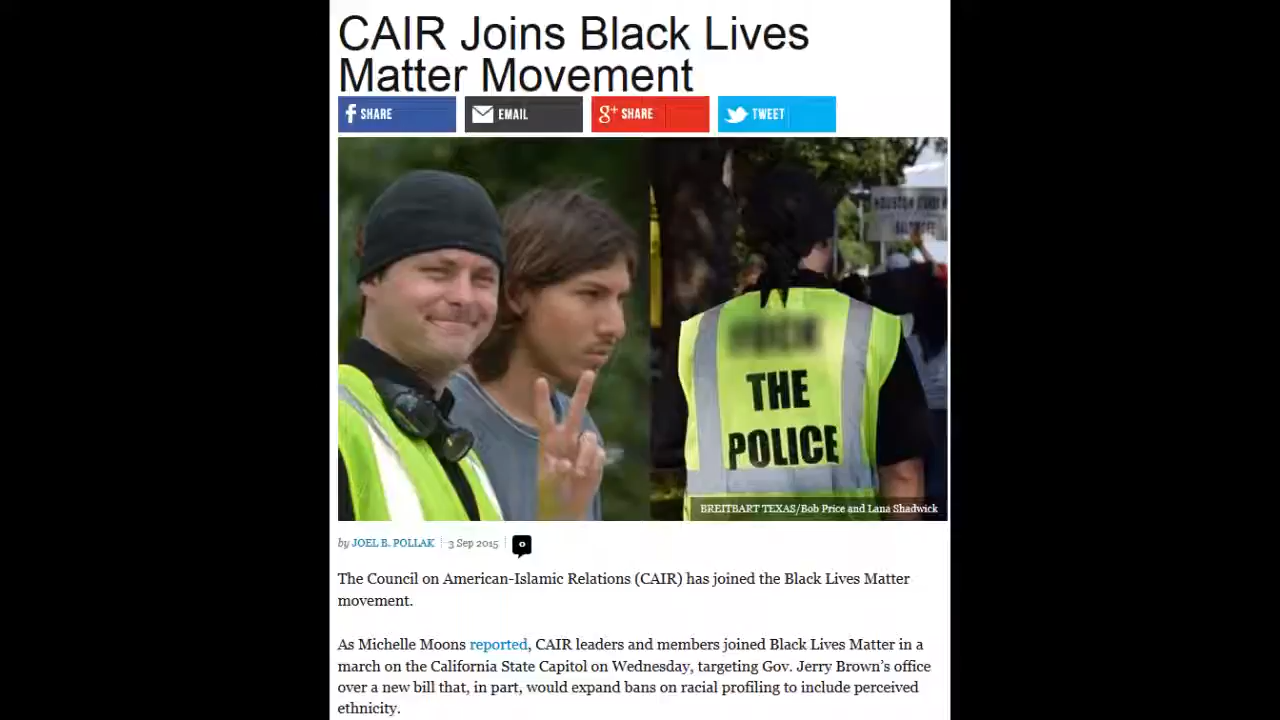 CAIR Joins Black Lives
Matter Movement
f SHARE
EMAIL
g+ SHARE
TWEET
HOUSTON
THE
POLICE
BREITBART TEXAS/Bob Price and Lana Shadwick
by JOEL B. POLLAK | 3 Sep 2015 | 0
The Council on American-Islamic Relations (CAIR) has joined the Black Lives Matter
movement.
As Michelle Moons reported, CAIR leaders and members joined Black Lives Matter in a
march on the California State Capitol on Wednesday, targeting Gov. Jerry Brown’s office
over a new bill that, in part, would expand bans on racial profiling to include perceived
ethnicity.